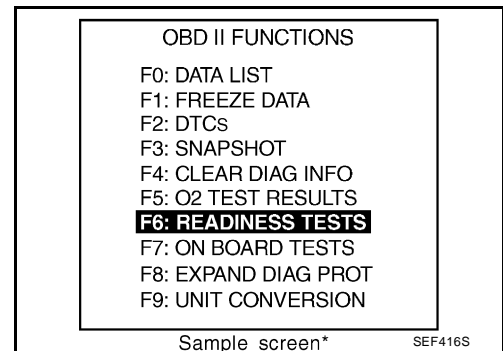 OBD II FUNCTIONS
F0: DATA LIST
F1: FREEZE DATA
F2: DTCs
F3: SNAPSHOT
F4: CLEAR DIAG INFO
F5: O2 TEST RESULTS
F6: READINESS TESTS
F7: ON BOARD TESTS
F8: EXPAND DIAG PROT
F9: UNIT CONVERSION
Sample screen* SEF416S